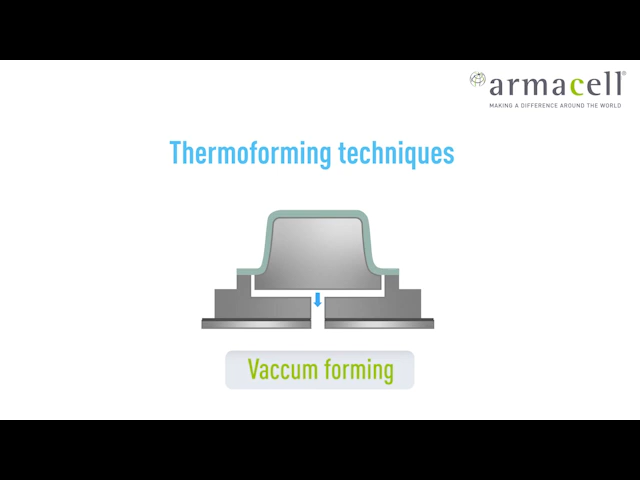 armacell®
MAKING A DIFFERENCE AROUND THE WORLD
Thermoforming techniques
Vaccum forming